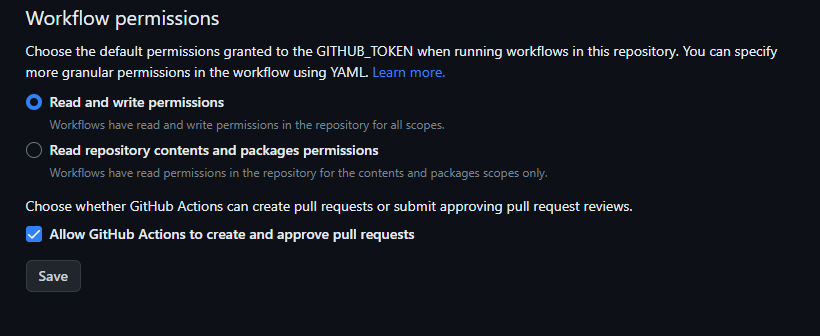 Workflow permissions
Choose the default permissions granted to the GITHUB_TOKEN when running workflows in this repository. You can specify
more granular permissions in the workflow using YAML. Learn more.
Read and write permissions
Workflows have read and write permissions in the repository for all scopes.
Read repository contents and packages permissions
Workflows have read permissions in the repository for the contents and packages scopes only.
Choose whether GitHub Actions can create pull requests or submit approving pull request reviews.
Allow GitHub Actions to create and approve pull requests
Save